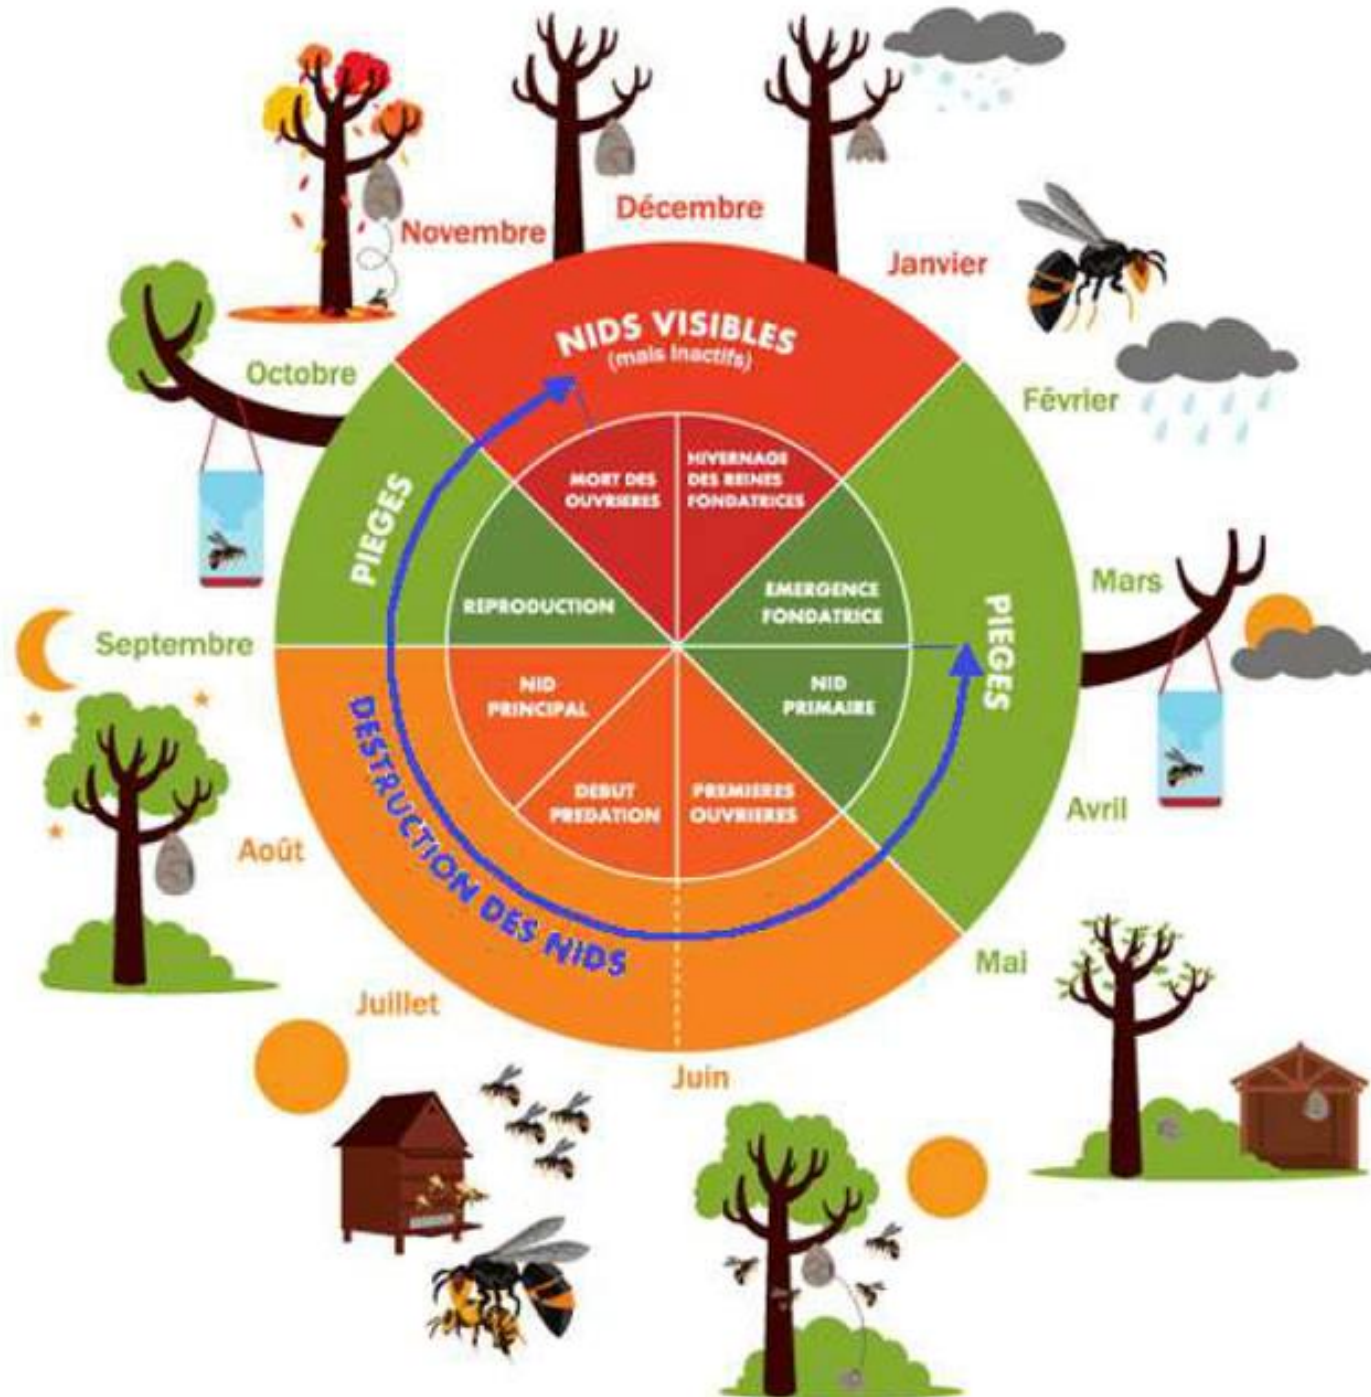 Décembre
Novembre
Janvier
NIDS VISIBLES
(mais Inactifs)
Octobre
Février
MORT DES
OUVRIERES
HIVERNAGE
DES REINES
FONDATRICES
PIEGES
Mars
EMERGENCE
FONDATRICE
REPRODUCTION
PIEGES
Septembre
NID
PRINCIPAL
NID
PRIMAIRE
DEBUT
PREDATION
PREMIERES
OUVRIERES
Avril
DESTRUCTION DES NIDS
Août
Mai
Juillet
Juin